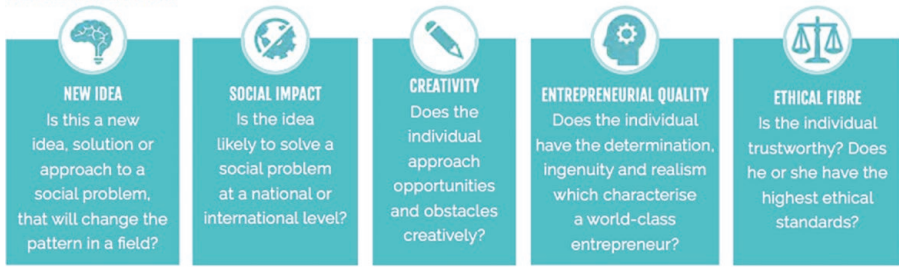 NEW IDEA
Is this a new
idea, solution or
approach to a
social problem,
that will change the
pattern in a field?
SOCIAL IMPACT
Is the idea
likely to solve a
social problem
at a national or
international level?
CREATIVITY
Does the
individual
approach
opportunities
and obstacles
creatively?
ENTREPRENEURIAL QUALITY
Does the individual
have the determination,
ingenuity and realism
which characterise
a world-class
entrepreneur?
ETHICAL FIBRE
Is the individual
trustworthy? Does
he or she have the
highest ethical
standards?